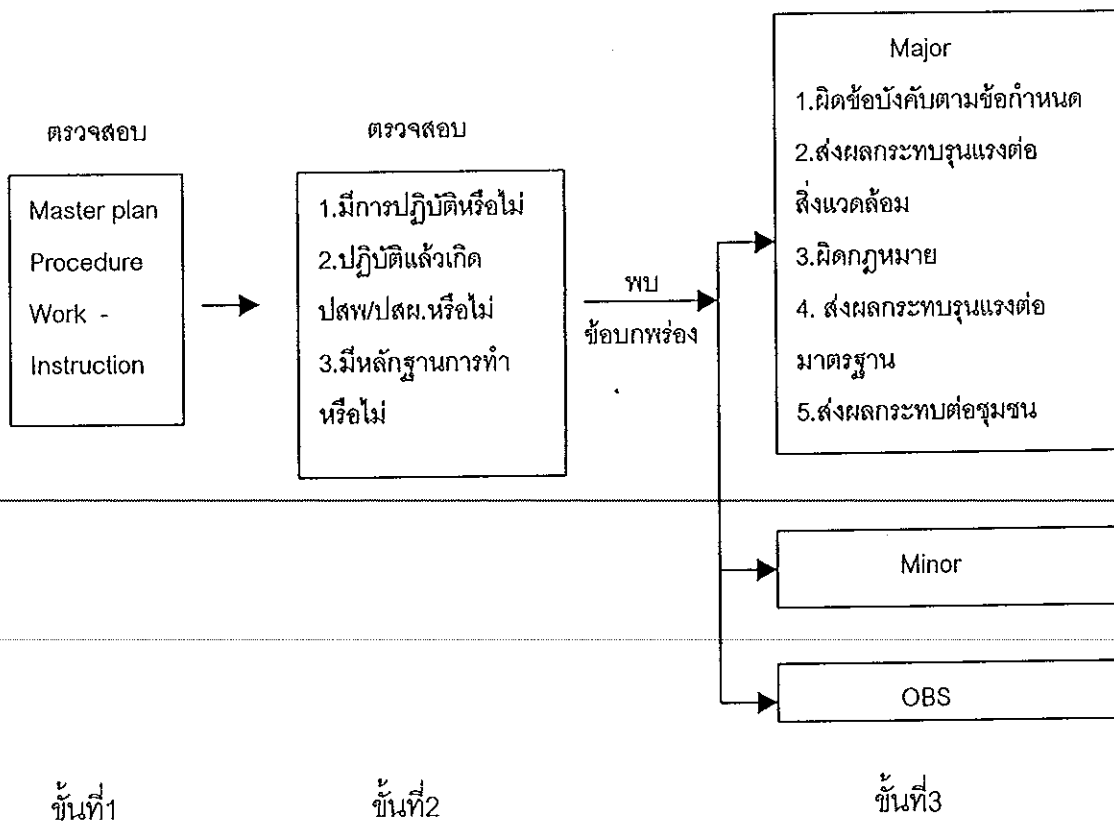 ตรวจสอบ
Master plan
Procedure
Work -
Instruction
ตรวจสอบ
1.มีการปฏิบัติหรือไม่
2.ปฏิบัติแล้วเกิด
ปสพ/ปสผ.หรือไม่
3.มีหลักฐานการทำ
หรือไม่
พบ
ข้อบกพร่อง
Major
1.ผิดข้อบังคับตามข้อกำหนด
2.ส่งผลกระทบรุนแรงต่อ
สิ่งแวดล้อม
3.ผิดกฎหมาย
4. ส่งผลกระทบรุนแรงต่อ
มาตรฐาน
5.ส่งผลกระทบต่อชุมชน
Minor
OBS
ขั้นที่1
ขั้นที่2
ขั้นที่3